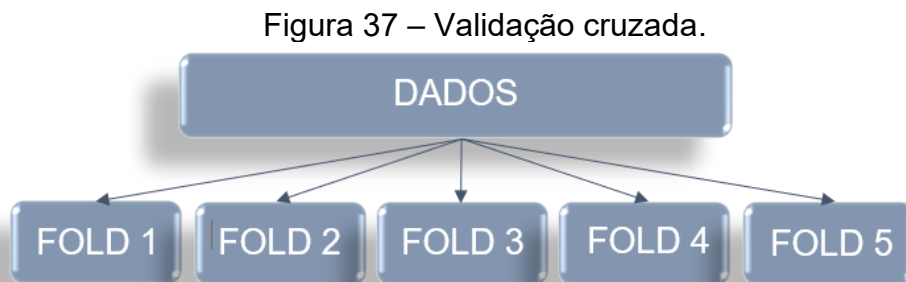 Figura 37 – Validação cruzada.
DADOS
FOLD 1 FOLD 2 FOLD 3 FOLD 4 FOLD 5